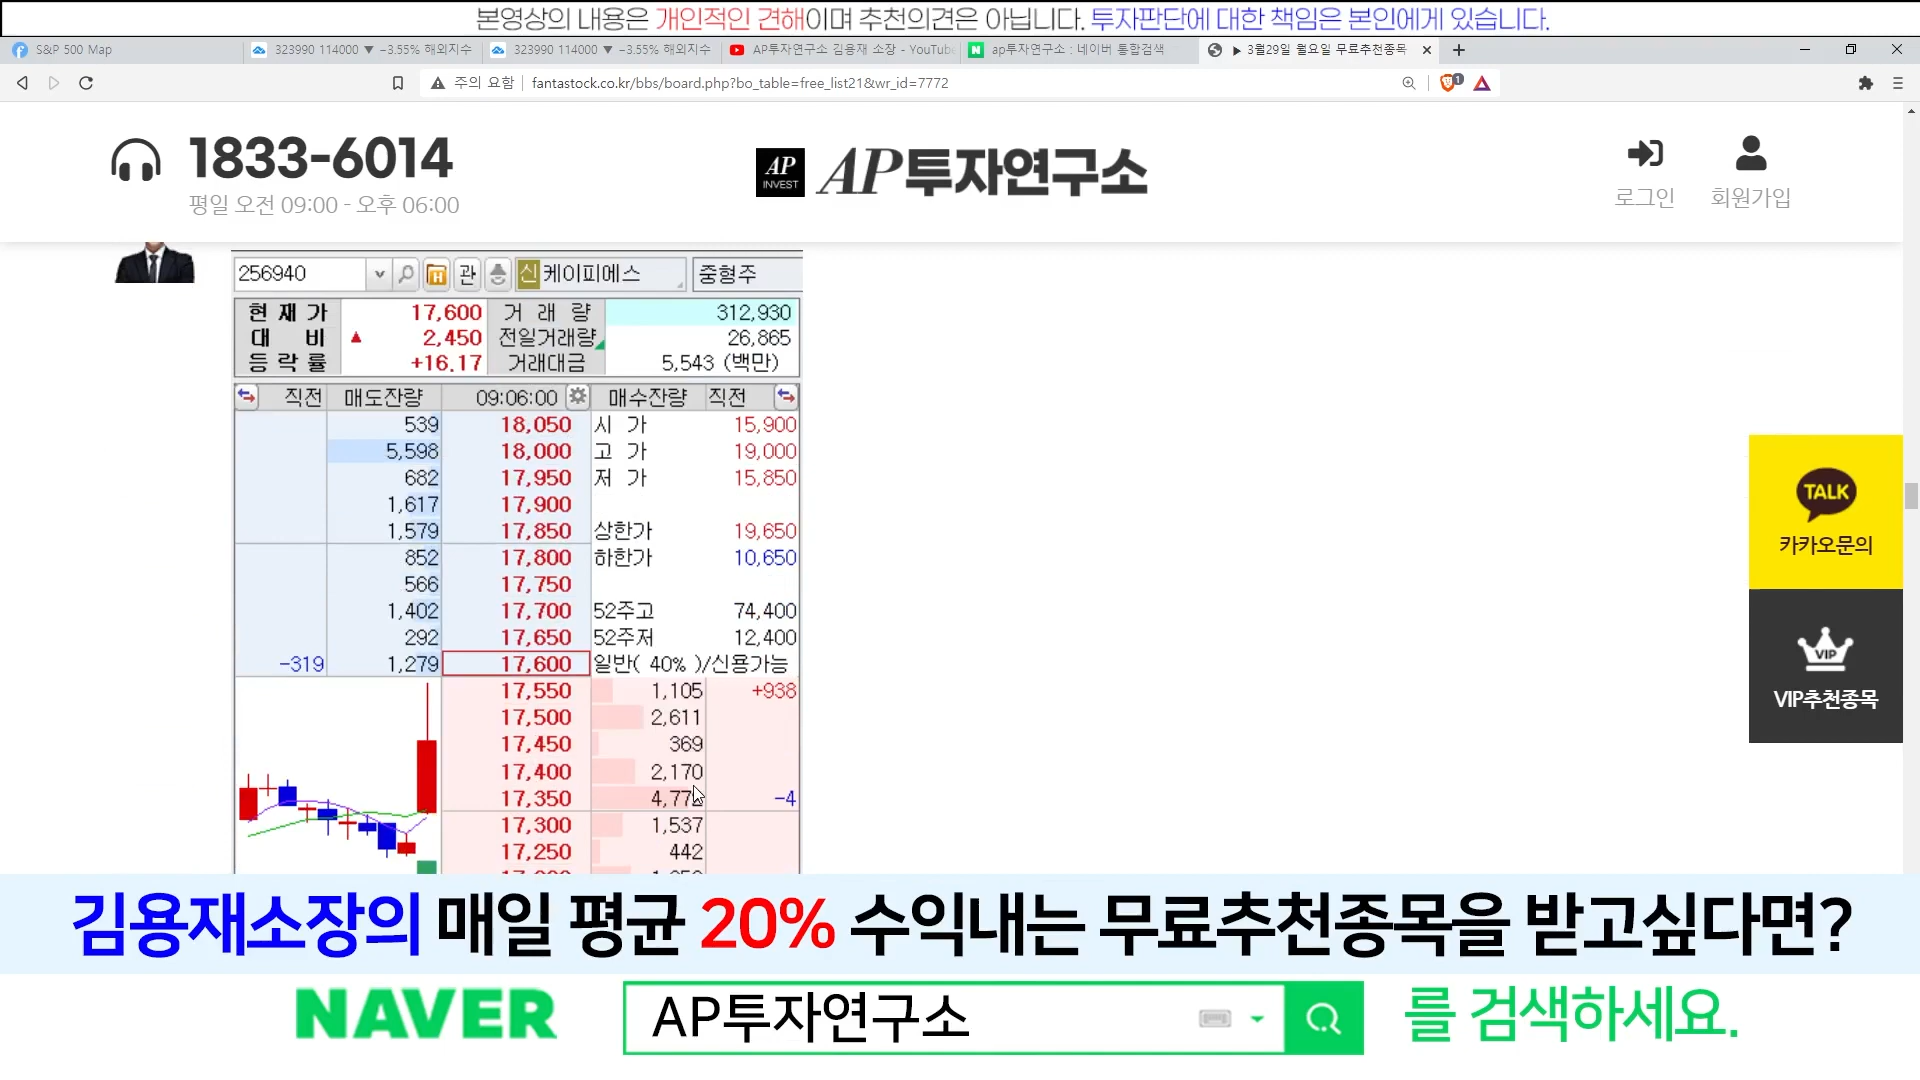 본영상의 내용은 개인적인 견해이며 추천의견은 아닙니다. 투자판단에 대한 책임은 본인에게 있습니다.
S&P 500 Map
323990 114000 ▼ −3.55% 해외지수
323990 114000 ▼ −3.55% 해외지수
AP투자연구소 김용재 소장 - YouTube
ap투자연구소 : 네이버 통합검색
▶ 3월29일 월요일 무료추천종목
주의 요함
fantastock.co.kr/bbs/board.php?bo_table=free_list21&wr_id=7772
1833-6014
평일 오전 09:00 - 오후 06:00
AP INVEST
AP투자연구소
로그인
회원가입
256940 관 신 케이피에스 중형주
현재가 17,600 거래량 312,930
대비 ▲ 2,450 전일거래량 26,865
등락률 +16.17 거래대금 5,543 (백만)
직전 매도잔량 09:06:00 매수잔량 직전
539 18,050 시 가 15,900
5,598 18,000 고 가 19,000
682 17,950 저 가 15,850
1,617 17,900
1,579 17,850 상한가 19,650
852 17,800 하한가 10,650
566 17,750
1,402 17,700 52주고 74,400
292 17,650 52주저 12,400
-319 1,279 17,600 일반( 40% )/신용가능
17,550 1,105 +938
17,500 2,611
17,450 369
17,400 2,170
17,350 4,772 -4
17,300 1,537
17,250 442
TALK
카카오문의
VIP
VIP추천종목
김용재소장의 매일 평균 20% 수익내는 무료추천종목을 받고싶다면?
NAVER AP투자연구소 를 검색하세요.